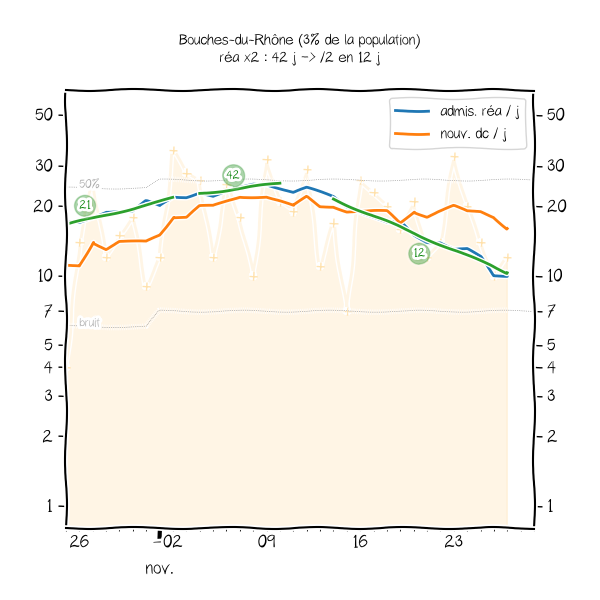 Bouches-du-Rhône (3% de la population)
réa x2 : 42 j -> /2 en 12 j
admis. réa / j
nouv. dc / j
50 50
30 30
50%
42
21
20 20
12
10 10
7 7
bruit
5 5
4 4
3 3
2 2
1 1
26 02 09 16 23
nov.